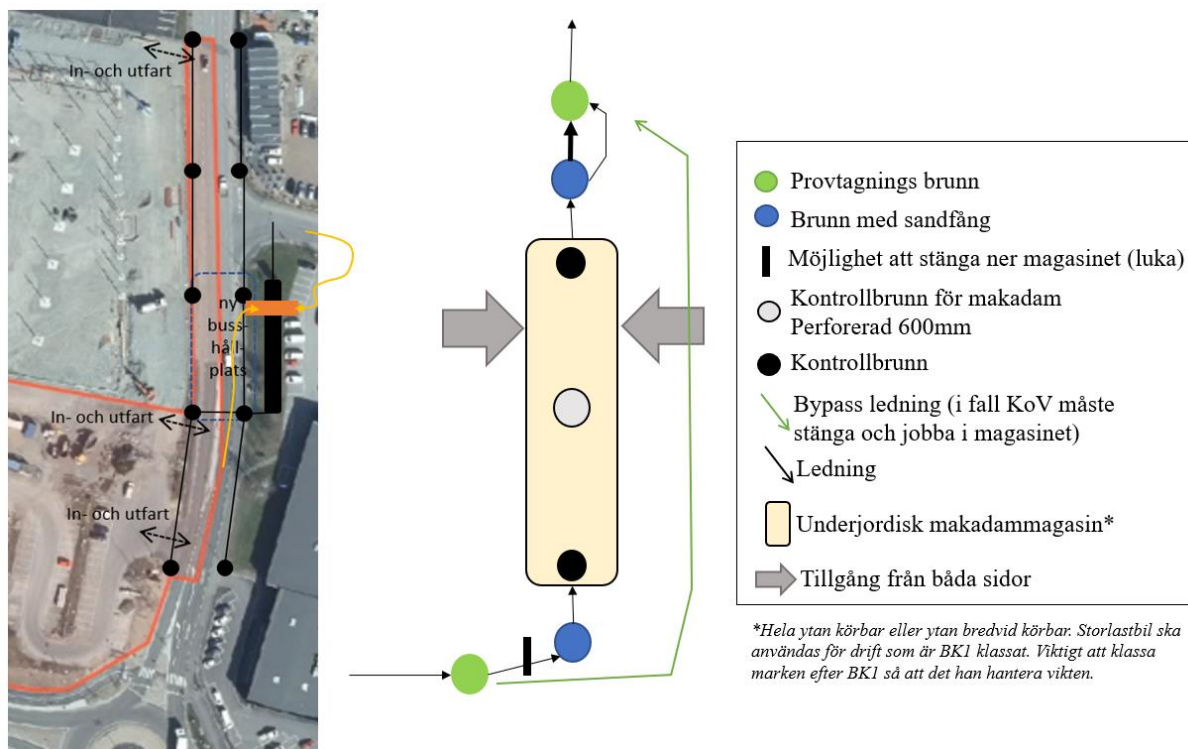 In- och utfart
ny
buss-
håll-
plats
In- och utfart
In- och utfart
Provtagnings brunn
Brunn med sandfång
Möjlighet att stänga ner magasinet (luka)
Kontrollbrunn för makadam
Perforerad 600mm
Kontrollbrunn
Bypass ledning (i fall KoV måste
stänga och jobba i magasinet)
Ledning
Underjordisk makadammagasin*
Tillgång från båda sidor
*Hela ytan körbar eller ytan bredvid körbar. Storlastbil ska
användas för drift som är BK1 klassat. Viktigt att klassa
marken efter BK1 så att det han hantera vikten.